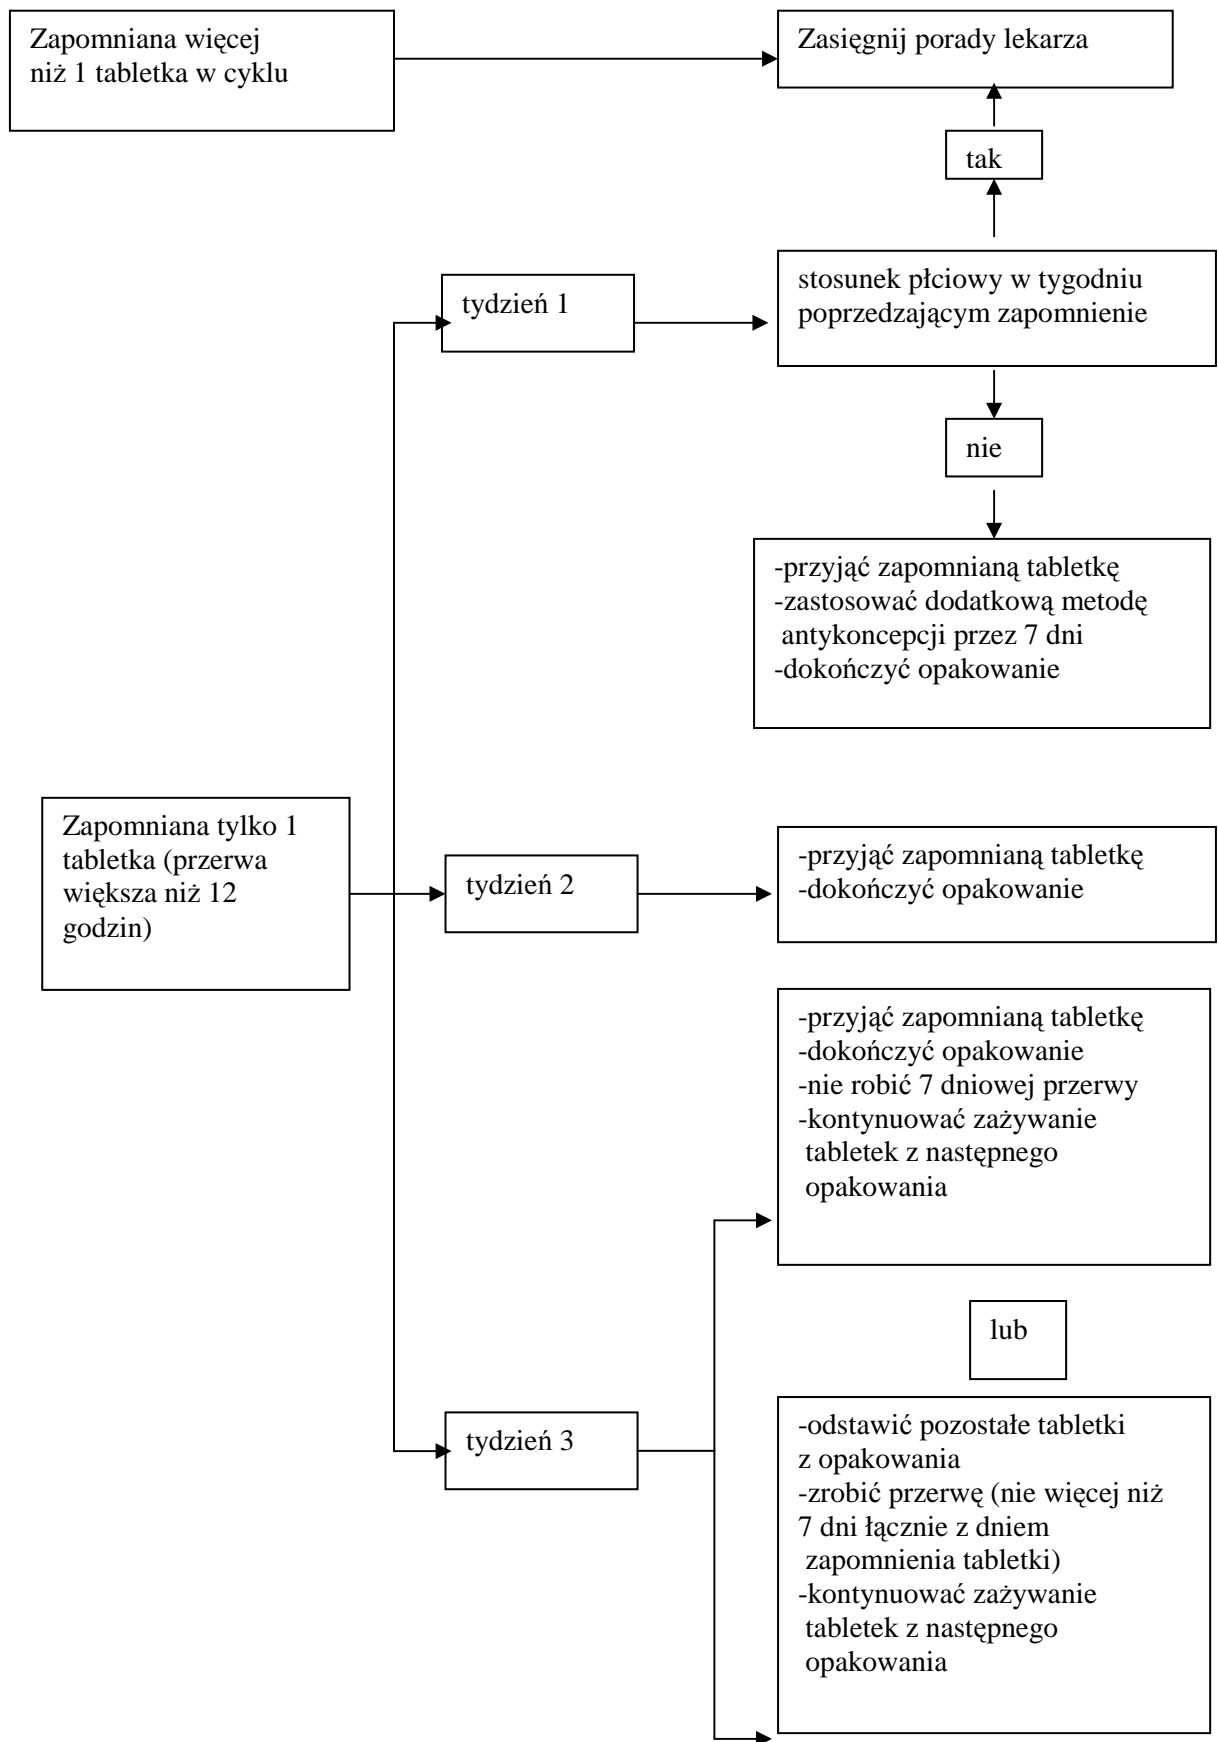 Zapomniana więcej
niż 1 tabletka w cyklu
Zasięgnij porady lekarza
tak
tydzień 1
stosunek płciowy w tygodniu
poprzedzającym zapomnienie
nie
-przyjąć zapomnianą tabletkę
-zastosować dodatkową metodę
antykoncepcji przez 7 dni
-dokończyć opakowanie
Zapomniana tylko 1
tabletka (przerwa
większa niż 12
godzin)
tydzień 2
-przyjąć zapomnianą tabletkę
-dokończyć opakowanie
-przyjąć zapomnianą tabletkę
-dokończyć opakowanie
-nie robić 7 dniowej przerwy
-kontynuować zażywanie
tabletek z następnego
opakowania
lub
tydzień 3
-odstawić pozostałe tabletki
z opakowania
-zrobić przerwę (nie więcej niż
7 dni łącznie z dniem
zapomnienia tabletki)
-kontynuować zażywanie
tabletek z następnego
opakowania